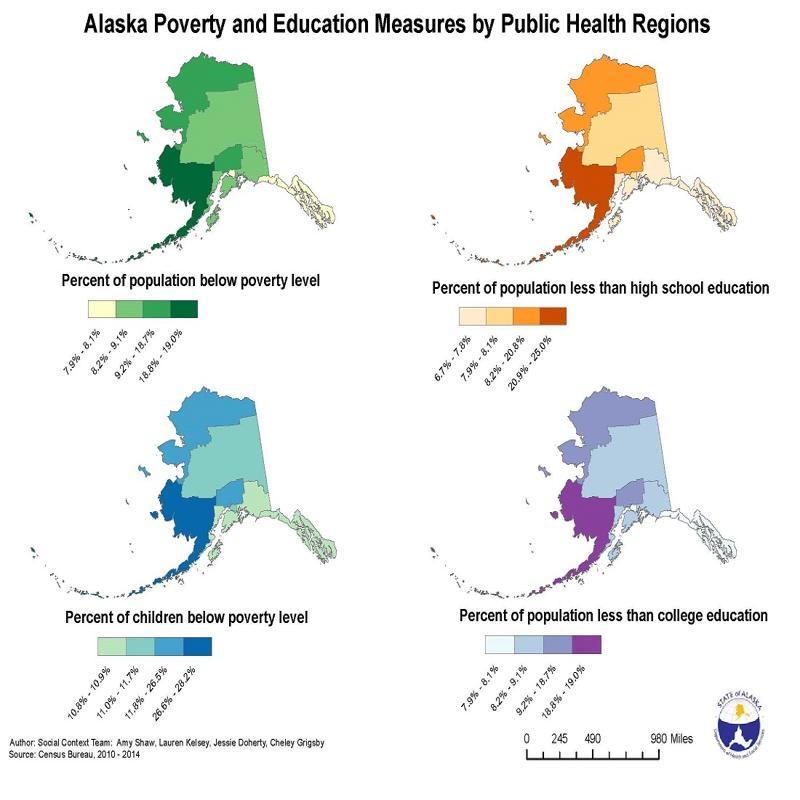 Alaska Poverty and Education Measures by Public Health Regions
Percent of population below poverty level
7.9% - 8.1%
8.2% - 9.1%
9.2% - 18.7%
18.8% - 19.0%
Percent of population less than high school education
6.7% - 7.8%
7.9% - 8.1%
8.2% - 20.8%
20.9% - 25.0%
Percent of children below poverty level
10.8% - 10.9%
11.0% - 11.7%
11.8% - 26.5%
26.6% - 28.2%
Percent of population less than college education
7.9% - 8.1%
8.2% - 9.1%
9.2% - 18.7%
18.8% - 19.0%
Author: Social Context Team: Amy Shaw, Lauren Kelsey, Jessie Doherty, Cheley Grigsby
Source: Census Bureau, 2010 - 2014
0 245 490 980 Miles
STATE of ALASKA